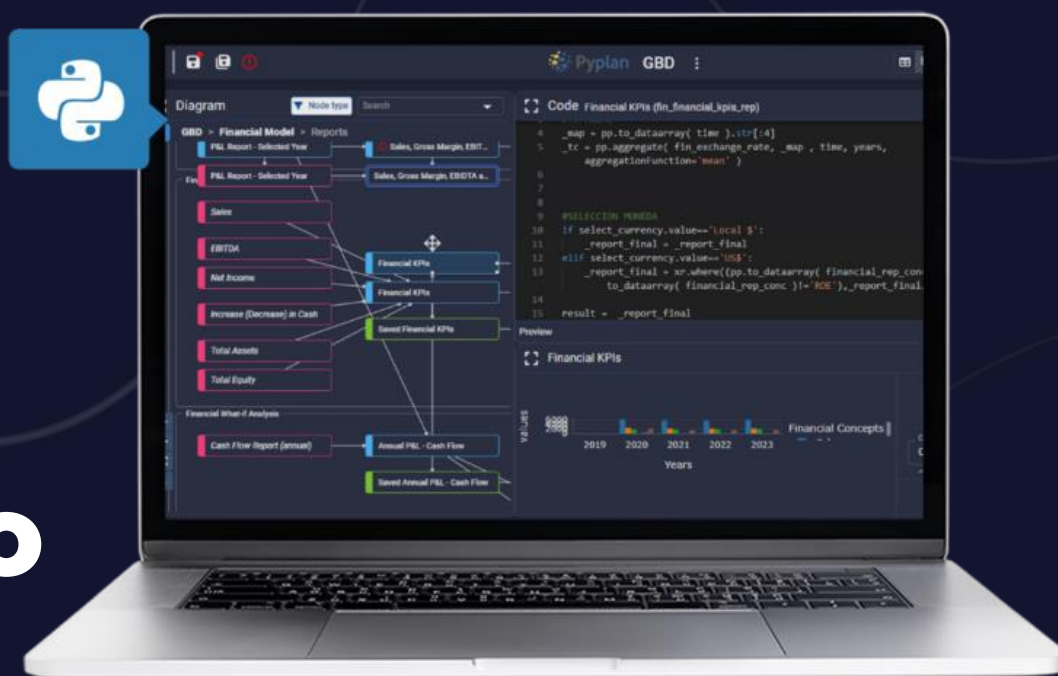 Pyplan GBD
Diagram
Node type
Search
GBD > Financial Model > Reports
P&L Report - Selected Year
Sales, Gross Margin, EBIT...
P&L Report - Selected Year
Sales, Gross Margin, EBIDTA a...
Fin
Sales
EBITDA
Net Income
Increase (Decrease) in Cash
Total Assets
Total Equity
Financial KPIs
Financial KPIs
Saved Financial KPIs
Financial What-if Analysis
Cash Flow Report (annual)
Annual P&L - Cash Flow
Saved Annual P&L - Cash Flow
Code Financial KPIs (fin_financial_kpis_rep)
4 _map = pp.to_dataarray( time ).str[:4]
5 _tc = pp.aggregate( fin_exchange_rate, _map , time, years,
aggregationFunction='mean' )
6
7
8
9 #SELECCION MONEDA
10 if select_currency.value=='Local $':
11 _report_final = _report_final
12 elif select_currency.value=='US$':
13 _report_final = xr.where((pp.to_dataarray( financial_rep_con
to_dataarray( financial_rep_conc )!='ROE'),_report_final
14
15 result = _report_final
Preview
Financial KPIs
values
2019 2020 2021 2022 2023
Years
Financial Concepts
o